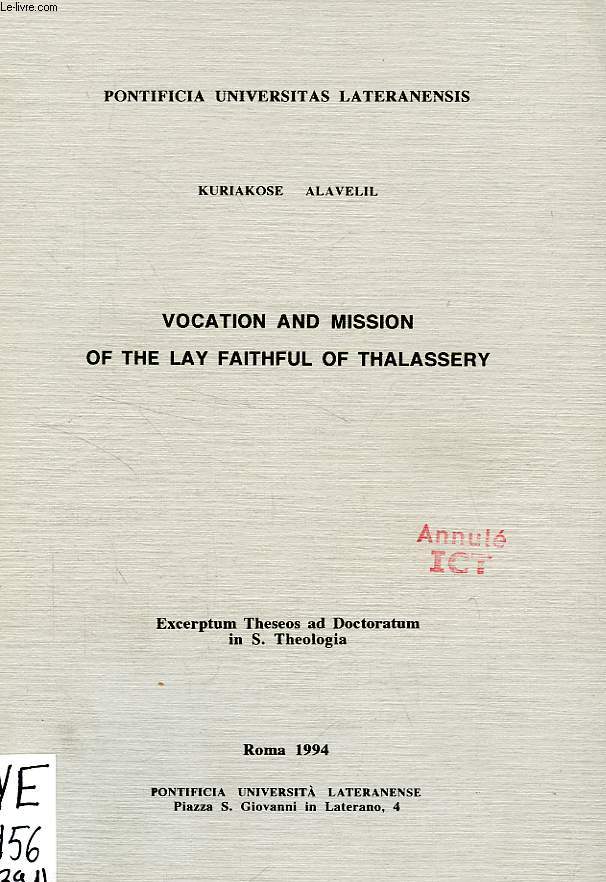 Le-livre.com
PONTIFICIA UNIVERSITAS LATERANENSIS
KURIAKOSE ALAVELIL
VOCATION AND MISSION
OF THE LAY FAITHFUL OF THALASSERY
Annulé
ICT
Excerptum Theseos ad Doctoratum
in S. Theologia
Roma 1994
PONTIFICIA UNIVERSITÀ LATERANENSE
Piazza S. Giovanni in Laterano, 4